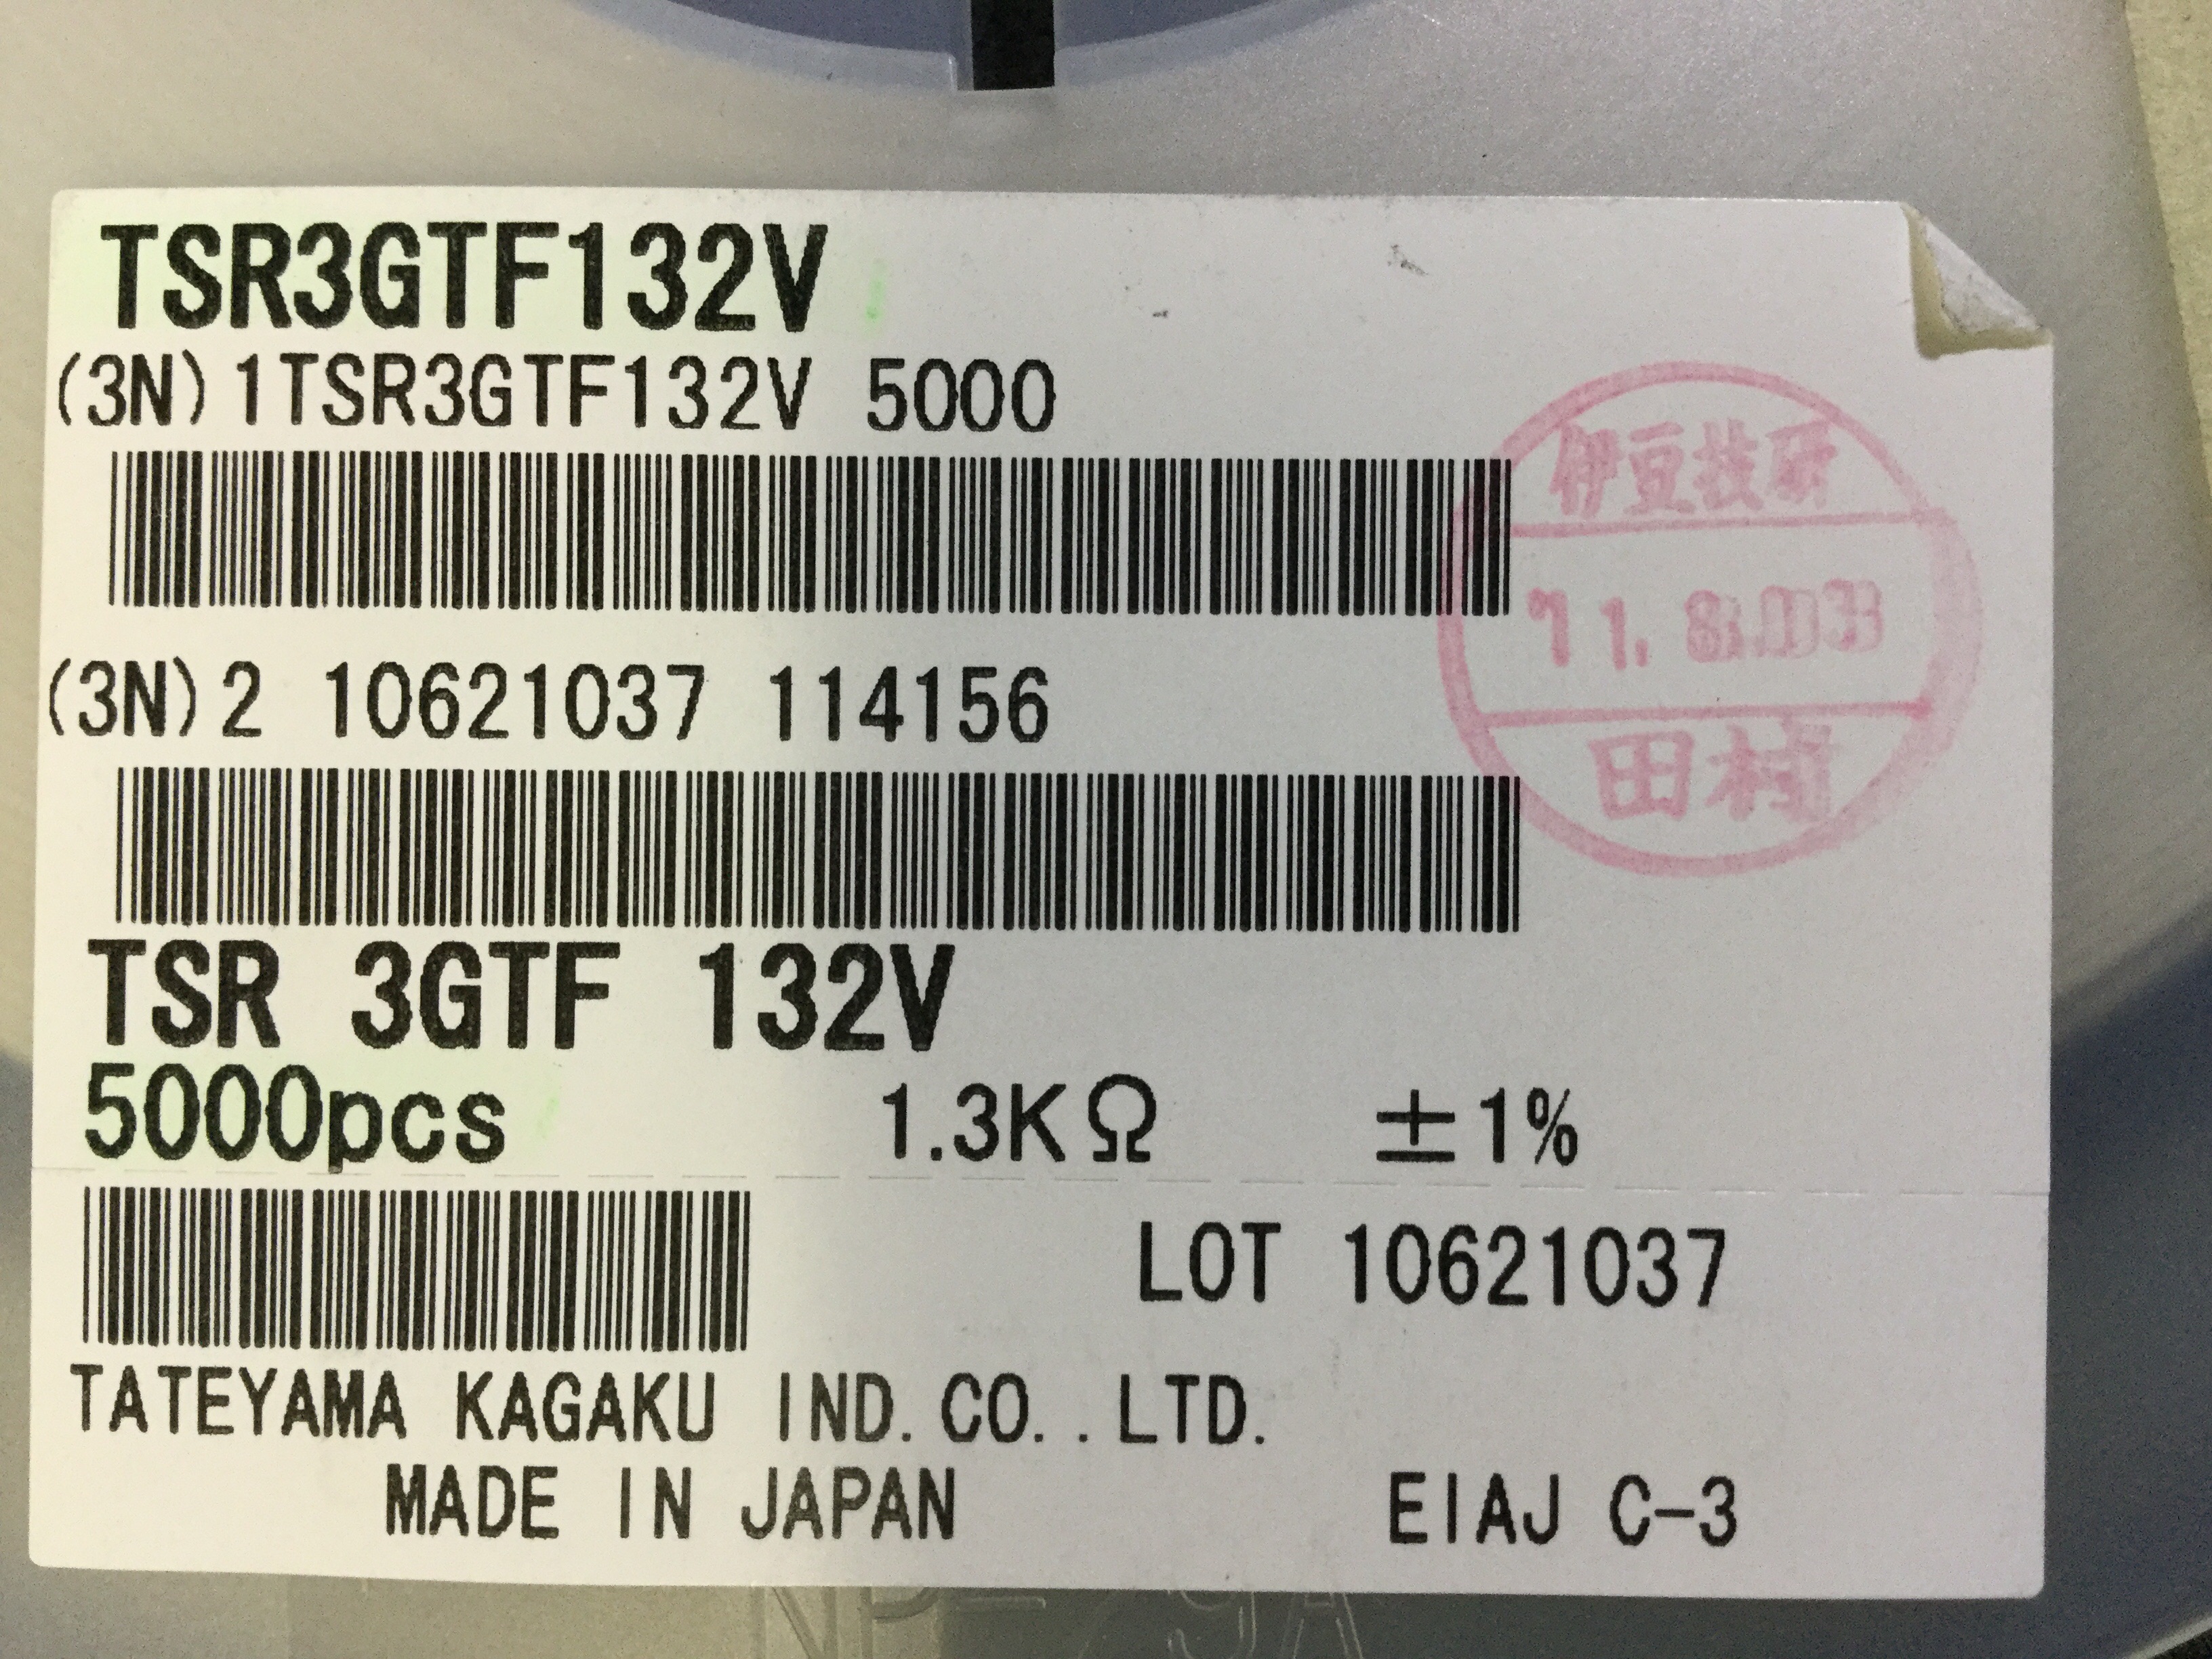 TSR3GTF132V
(3N)1TSR3GTF132V 5000
伊豆技研
(3N)2 10621037 114156
田村
TSR 3GTF 132V
5000pcs 1.3KΩ ±1%
LOT 10621037
TATEYAMA KAGAKU IND.CO..LTD.
MADE IN JAPAN EIAJ C-3